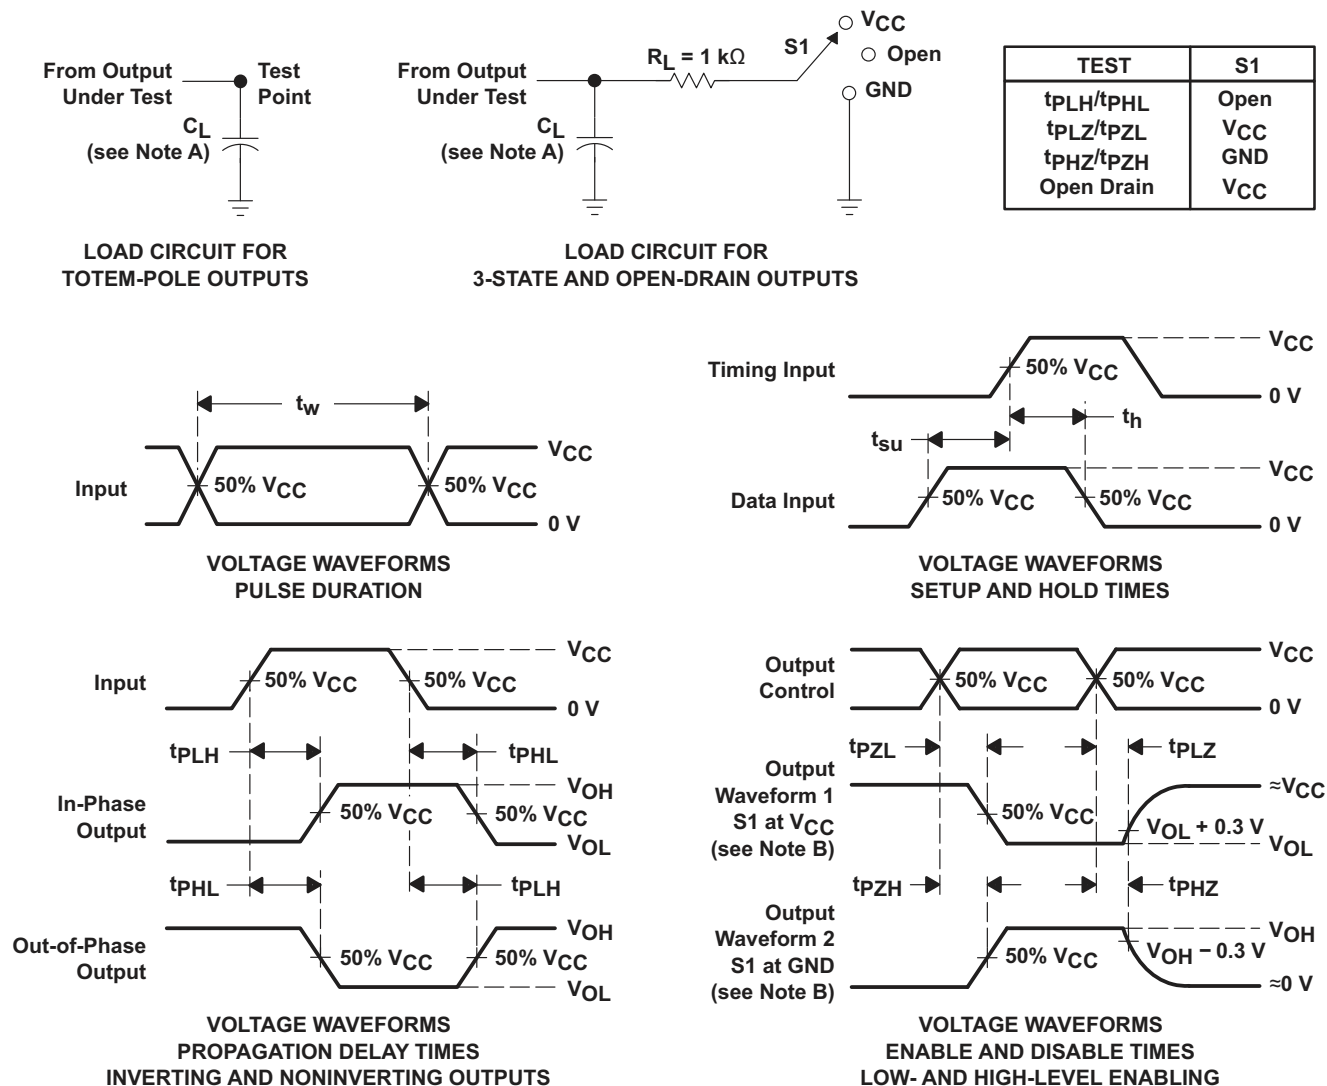 From Output
Under Test
Test
Point
CL
(see Note A)
LOAD CIRCUIT FOR
TOTEM-POLE OUTPUTS
From Output
Under Test
RL = 1 kΩ
S1
VCC
Open
GND
CL
(see Note A)
LOAD CIRCUIT FOR
3-STATE AND OPEN-DRAIN OUTPUTS
TEST S1
tPLH/tPHL Open
tPLZ/tPZL VCC
tPHZ/tPZH GND
Open Drain VCC
tw
VCC
Input
50% VCC
50% VCC
0 V
VOLTAGE WAVEFORMS
PULSE DURATION
VCC
Timing Input
50% VCC
0 V
th
tsu
VCC
Data Input
50% VCC
50% VCC
0 V
VOLTAGE WAVEFORMS
SETUP AND HOLD TIMES
VCC
Input
50% VCC
50% VCC
0 V
tPLH
tPHL
VOH
In-Phase
Output
50% VCC
50% VCC
VOL
tPHL
tPLH
VOH
Out-of-Phase
Output
50% VCC
50% VCC
VOL
VOLTAGE WAVEFORMS
PROPAGATION DELAY TIMES
INVERTING AND NONINVERTING OUTPUTS
VCC
Output
Control
50% VCC
50% VCC
0 V
tPZL
tPLZ
Output
Waveform 1
S1 at VCC
(see Note B)
≈VCC
50% VCC
VOL + 0.3 V
VOL
tPZH
tPHZ
Output
Waveform 2
S1 at GND
(see Note B)
VOH
50% VCC
VOH − 0.3 V
≈0 V
VOLTAGE WAVEFORMS
ENABLE AND DISABLE TIMES
LOW- AND HIGH-LEVEL ENABLING